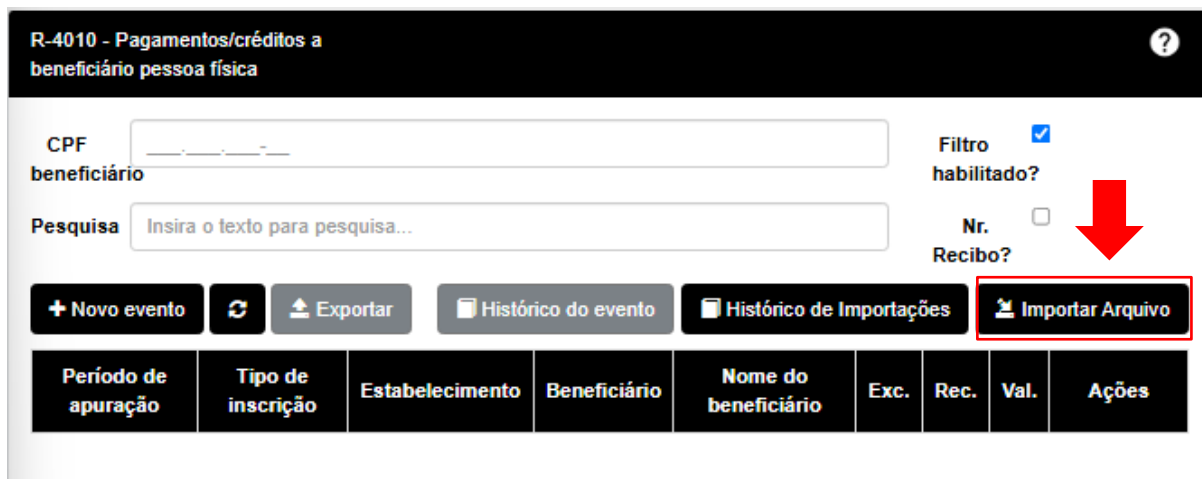 R-4010 - Pagamentos/créditos a
beneficiário pessoa física
CPF
beneficiário
___.___.___-__
Filtro
habilitado?
Pesquisa
Insira o texto para pesquisa...
Nr.
Recibo?
+ Novo evento
Exportar
Histórico do evento
Histórico de Importações
Importar Arquivo
Período de
apuração
Tipo de
inscrição
Estabelecimento
Beneficiário
Nome do
beneficiário
Exc.
Rec.
Val.
Ações